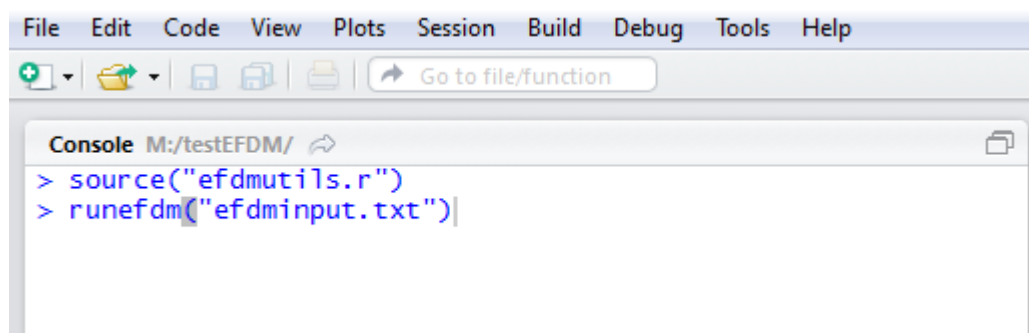 File Edit Code View Plots Session Build Debug Tools Help
Go to file/function
Console M:/testEFDM/
> source("efdmutils.r")
> runefdm("efdminput.txt")